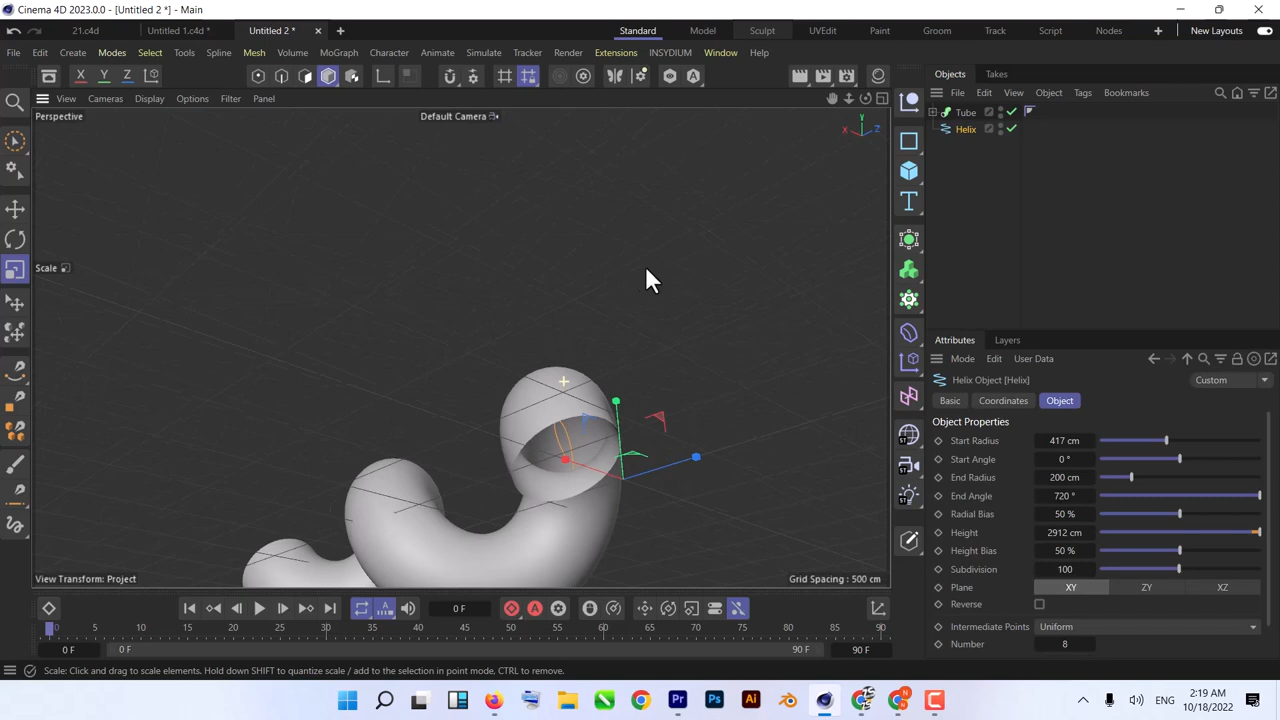 Cinema 4D 2023.0.0 - [Untitled 2 *] - Main
21.c4d
Untitled 1.c4d *
Untitled 2 *
Standard
Model
Sculpt
UVEdit
Paint
Groom
Track
Script
Nodes
New Layouts
File
Edit
Create
Modes
Select
Tools
Spline
Mesh
Volume
MoGraph
Character
Animate
Simulate
Tracker
Render
Extensions
INSYDIUM
Window
Help
X
Y
Z
Objects
Takes
View
Cameras
Display
Options
Filter
Panel
File
Edit
View
Object
Tags
Bookmarks
Perspective
Default Camera
Y
X
Z
Tube
Helix
Scale
Attributes
Layers
Mode
Edit
User Data
Helix Object [Helix]
Custom
Basic
Coordinates
Object
Object Properties
Start Radius 417 cm
Start Angle 0 °
End Radius 200 cm
End Angle 720 °
Radial Bias 50 %
Height 2912 cm
Height Bias 50 %
Subdivision 100
Plane XY ZY XZ
Reverse
Intermediate Points Uniform
Number 8
View Transform: Project
Grid Spacing : 500 cm
0 F
0 5 10 15 20 25 30 35 40 45 50 55 60 65 70 75 80 85 90
0 F
0 F
90 F
90 F
Scale: Click and drag to scale elements. Hold down SHIFT to quantize scale / add to the selection in point mode, CTRL to remove.
ENG
2:19 AM
10/18/2022